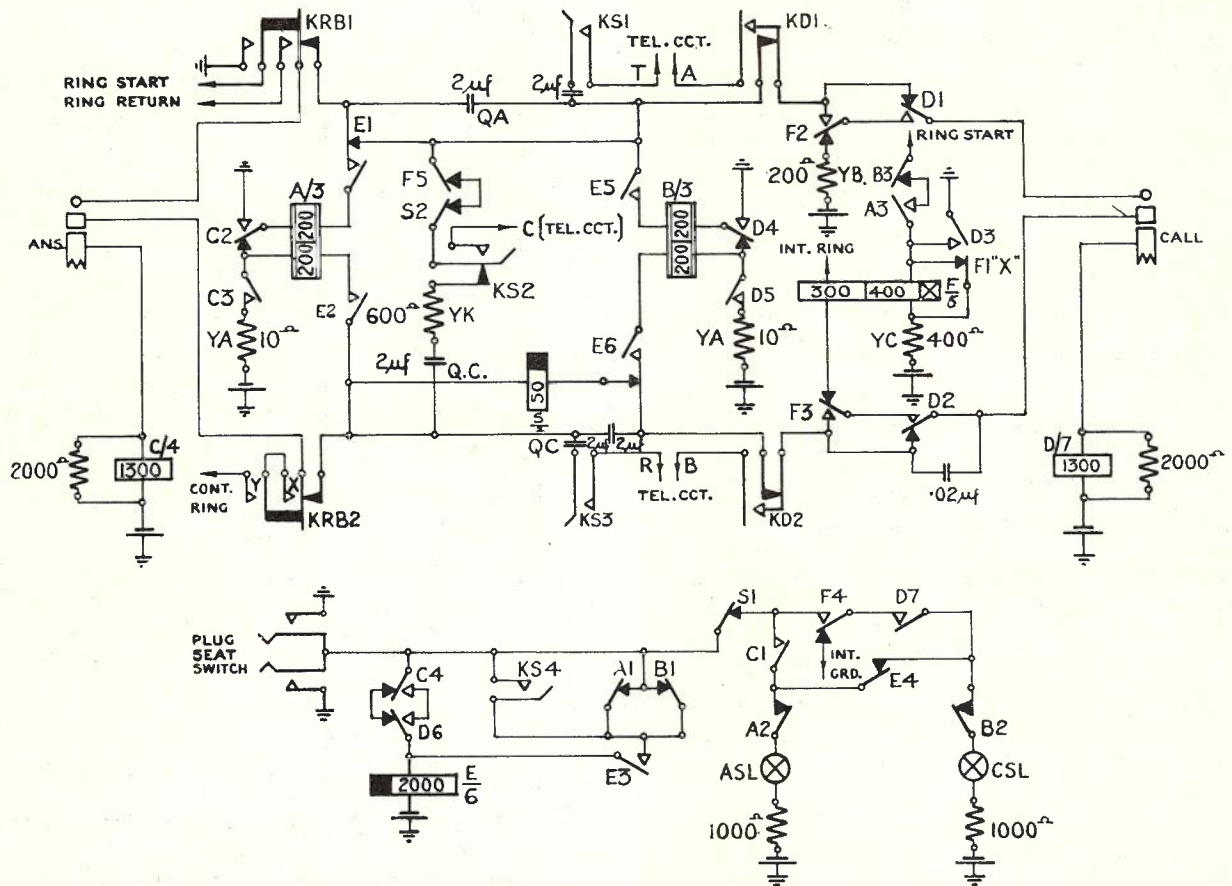 KRB1
KS1
KD1
TEL.CCT.
T
A
RING START
RING RETURN
2μf
QA
2μf
E1
D1
F2
RING START
200Ω
YB
B3
A/3
F5
E5
B/3
A3
S2
200
200
200
200
C2
C (TEL.CCT.)
D4
D3
ANS
INT. RING
CALL
F1"X"
C3
KS2
D5
300
400
F/6
E2
600Ω
YK
YA
10Ω
E6
YA
10Ω
YC
400Ω
2μf
Q.C.
50
S
F3
D2
C/4
QC
2μf
2μf
D/7
2000Ω
1300
R
B
1300
2000Ω
CONT. RING
Y
X
TEL. CCT.
.02μf
KRB2
KS3
KD2
S1
F4
D7
PLUG
SEAT
SWITCH
C4
KS4
A1
B1
C1
INT.
GRD.
E4
D6
A2
B2
E3
ASL
CSL
2000
E/6
1000Ω
1000Ω